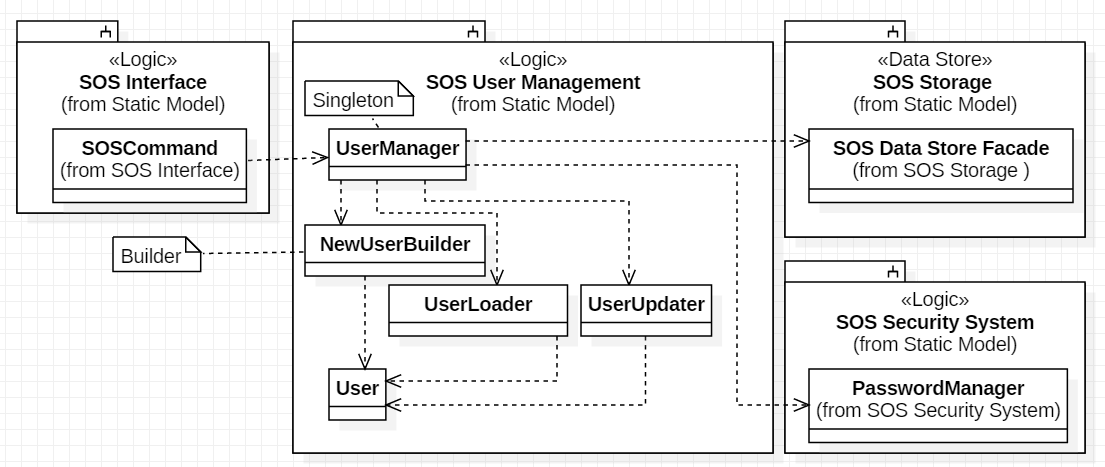 «Logic»
SOS Interface
(from Static Model)
SOSCommand
(from SOS Interface)
«Logic»
SOS User Management
(from Static Model)
Singleton
UserManager
Builder
NewUserBuilder
UserLoader
UserUpdater
User
«Data Store»
SOS Storage
(from Static Model)
SOS Data Store Facade
(from SOS Storage )
«Logic»
SOS Security System
(from Static Model)
PasswordManager
(from SOS Security System)